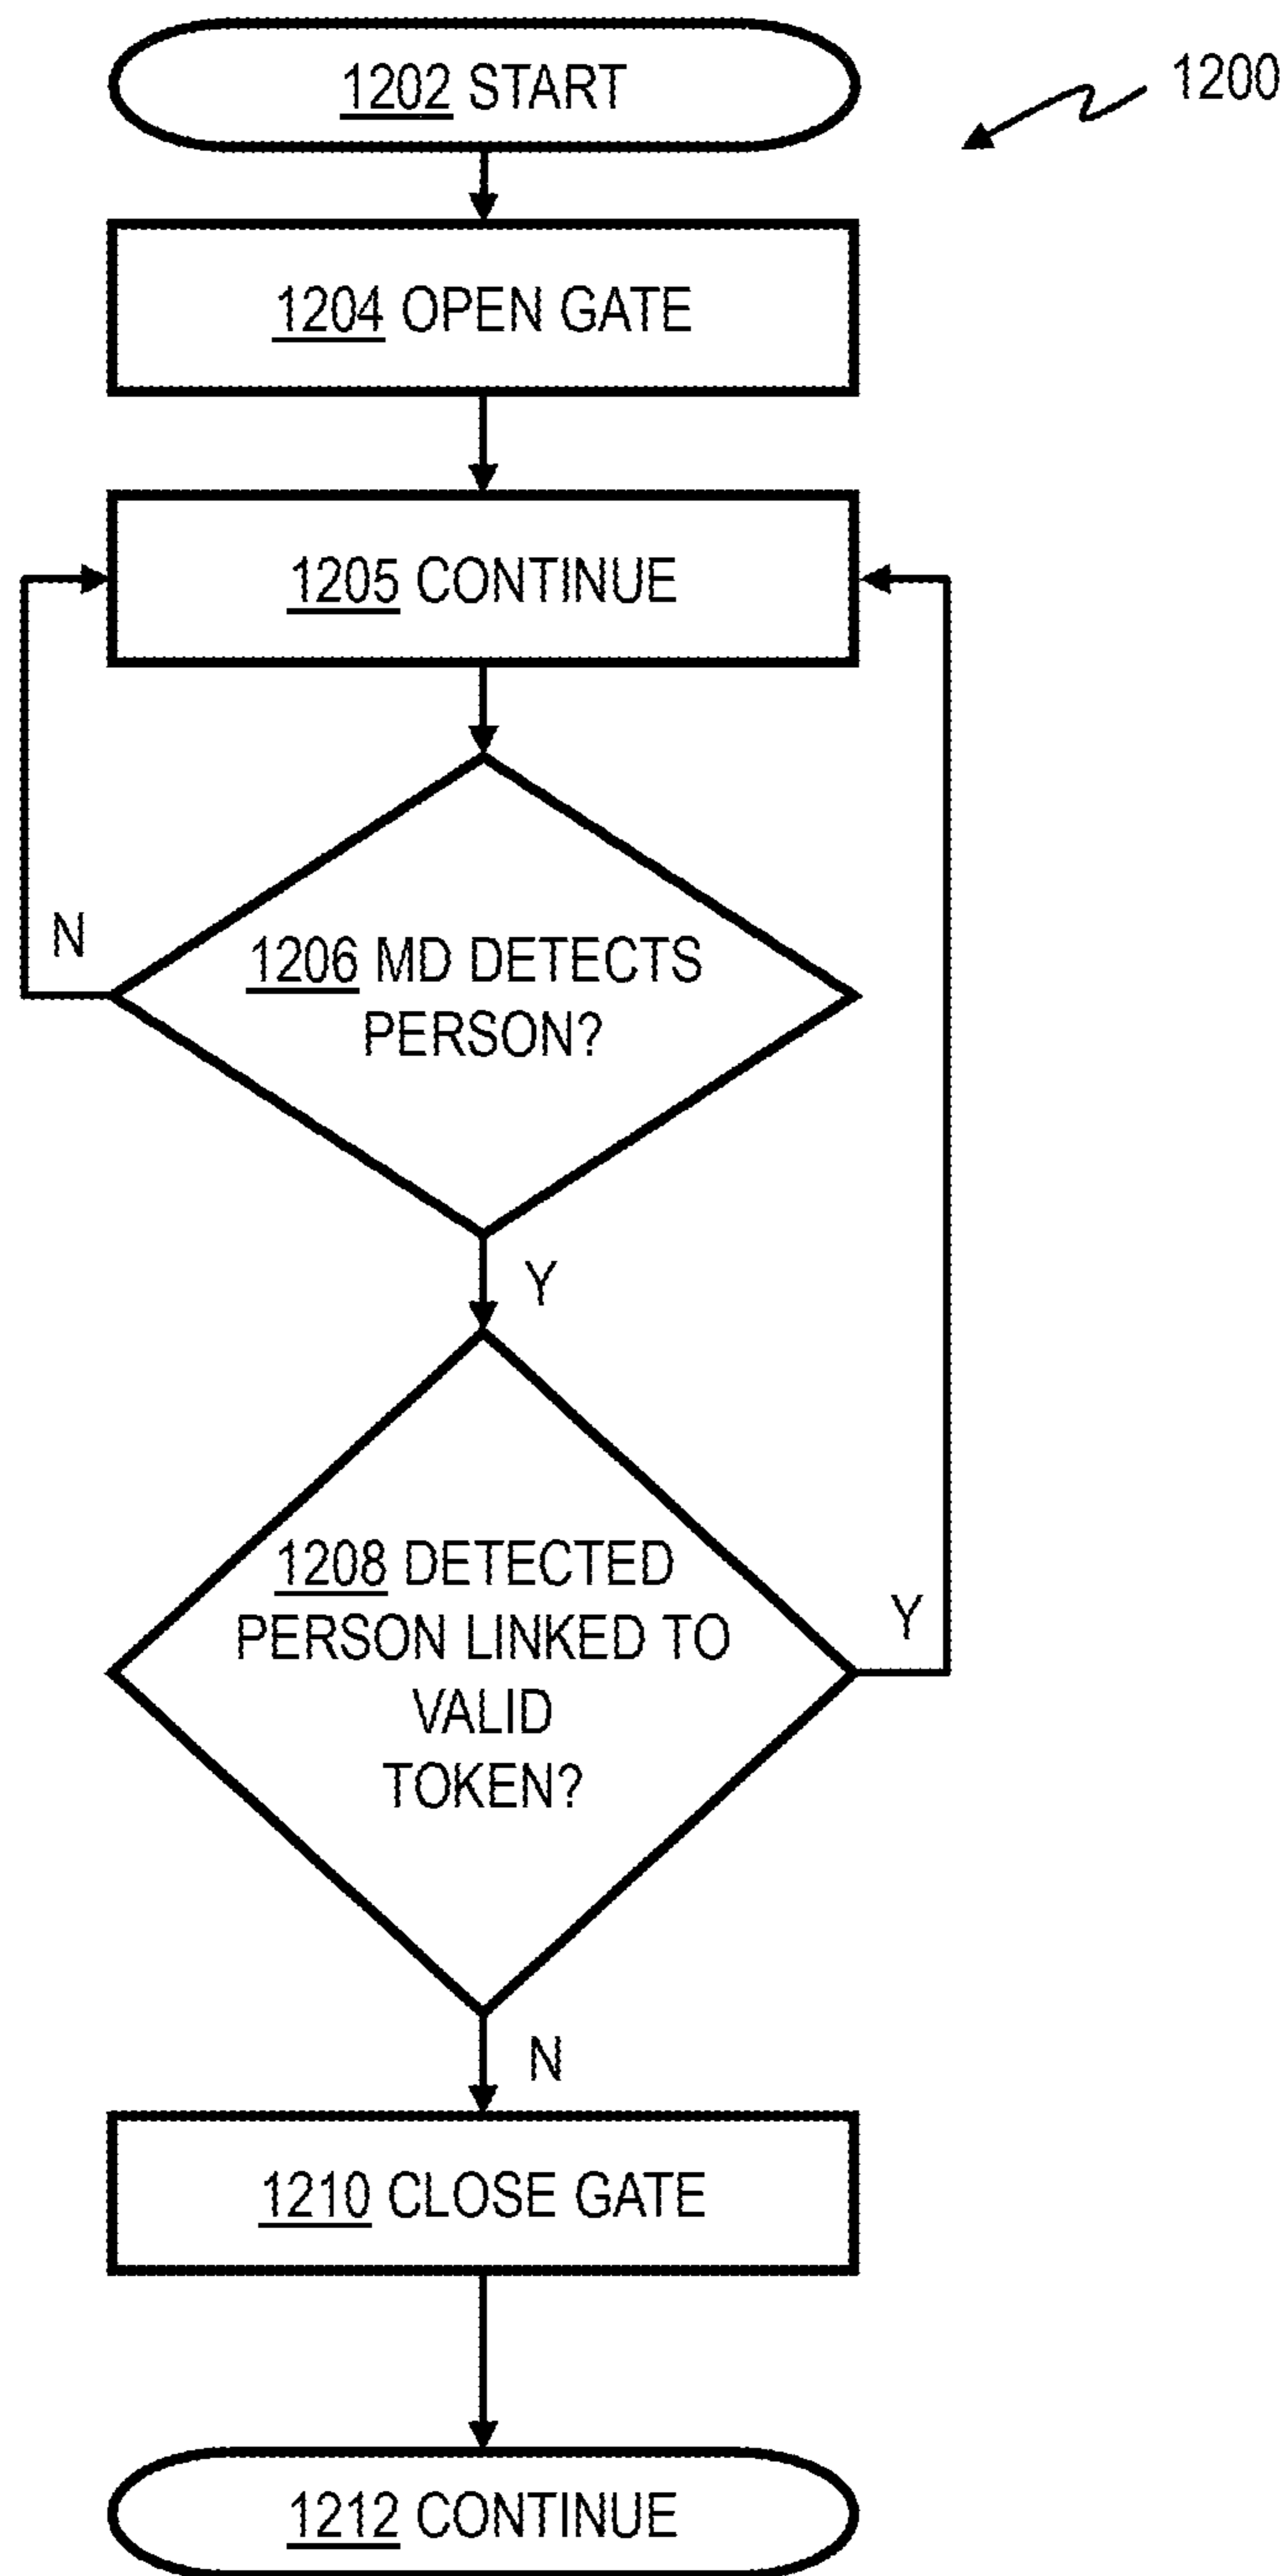 1202 START
1200
1204 OPEN GATE
1205 CONTINUE
N
1206 MD DETECTS
PERSON?
Y
1208 DETECTED
PERSON LINKED TO
VALID
TOKEN?
Y
N
1210 CLOSE GATE
1212 CONTINUE